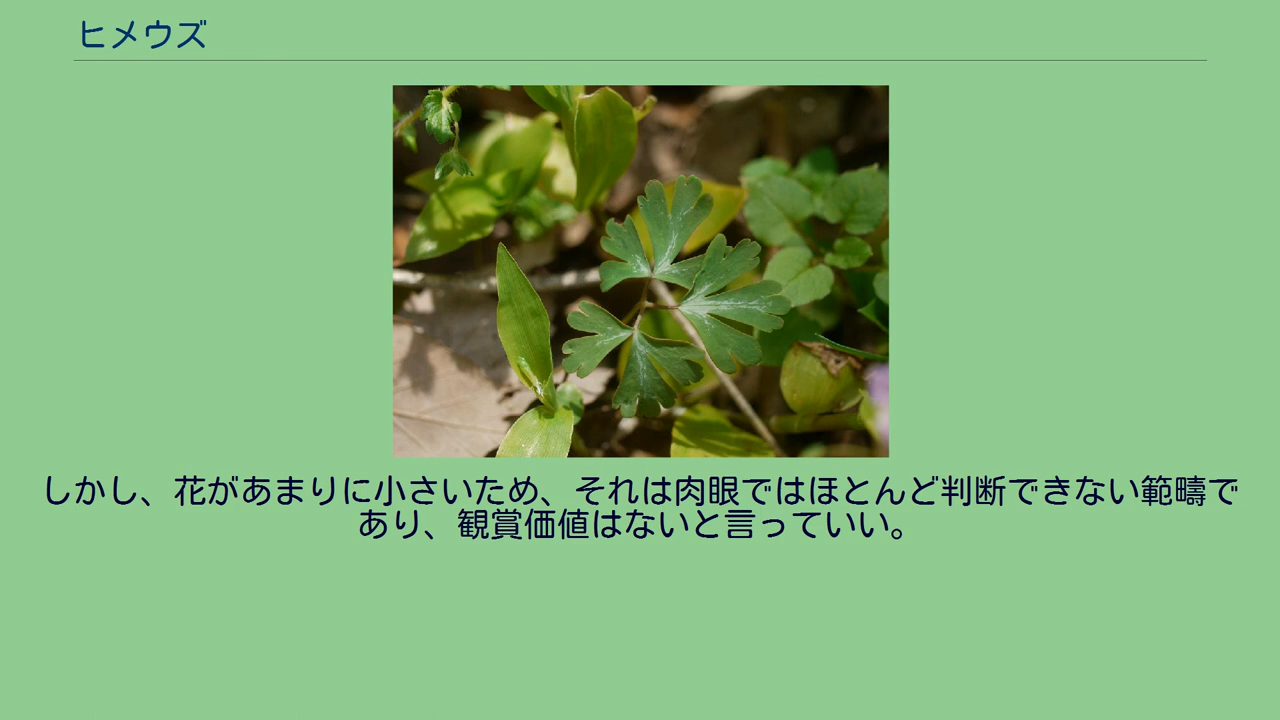 ヒメウズ
しかし、花があまりに小さいため、それは肉眼ではほとんど判断できない範疇で
あり、観賞価値はないと言っていい。